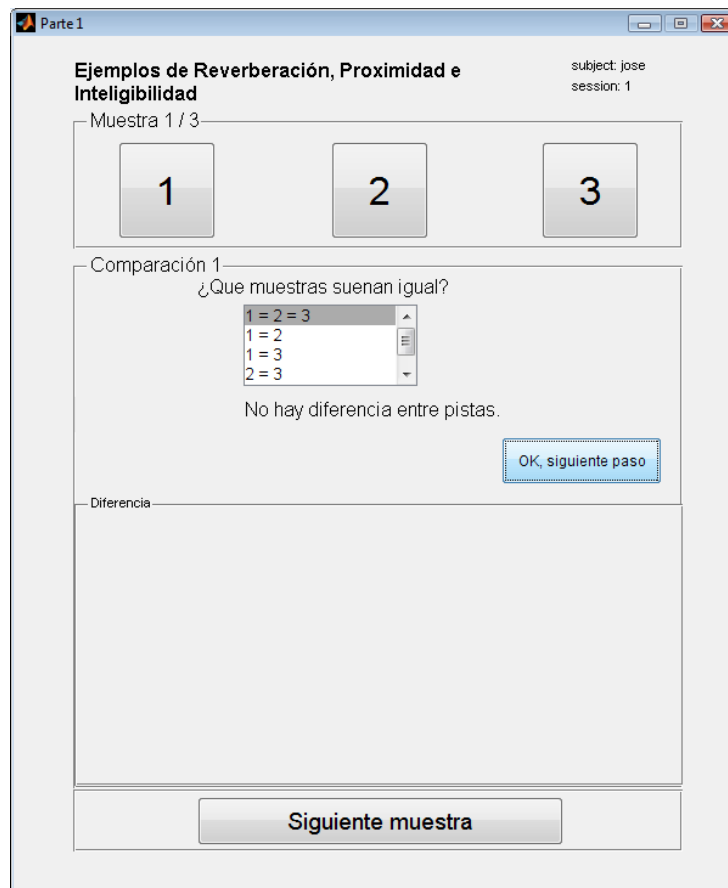 Parte 1
Ejemplos de Reverberación, Proximidad e
Inteligibilidad
subject: jose
session: 1
Muestra 1 / 3
1
2
3
Comparación 1
¿Que muestras suenan igual?
1 = 2 = 3
1 = 2
1 = 3
2 = 3
No hay diferencia entre pistas.
OK, siguiente paso
Diferencia
Siguiente muestra